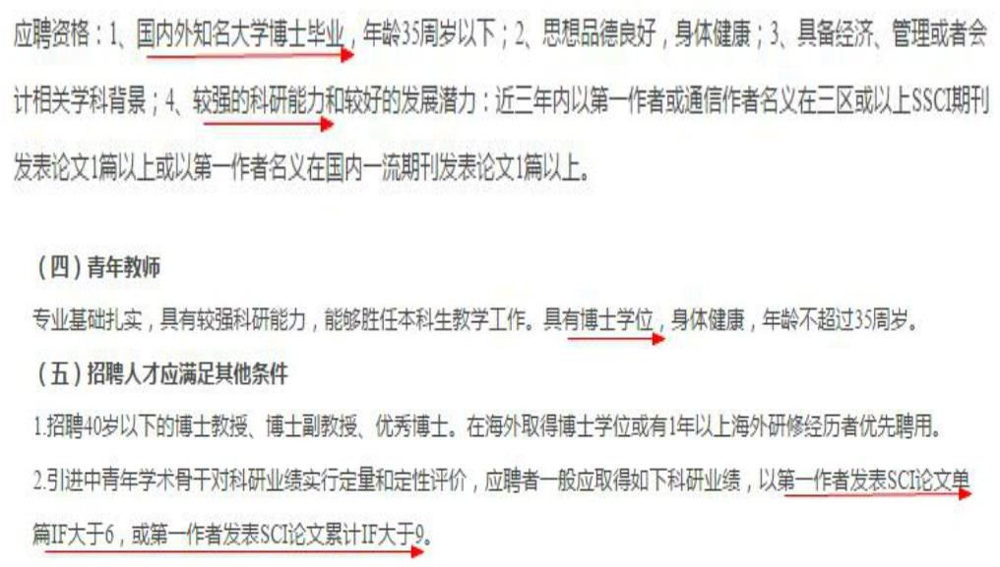 应聘资格：1、国内外知名大学博士毕业，年龄35周岁以下；2、思想品德良好，身体健康；3、具备经济、管理或者会
计相关学科背景；4、较强的科研能力和较好的发展潜力：近三年内以第一作者或通信作者名义在三区或以上SSCI期刊
发表论文1篇以上或以第一作者名义在国内一流期刊发表论文1篇以上。
（四）青年教师
专业基础扎实，具有较强科研能力，能够胜任本科生教学工作。具有博士学位，身体健康，年龄不超过35周岁。
（五）招聘人才应满足其他条件
1.招聘40岁以下的博士教授、博士副教授、优秀博士。在海外取得博士学位或有1年以上海外研修经历者优先聘用。
2.引进中青年学术骨干对科研业绩实行定量和定性评价，应聘者一般应取得如下科研业绩，以第一作者发表SCI论文单
篇IF大于6，或第一作者发表SCI论文累计IF大于9。